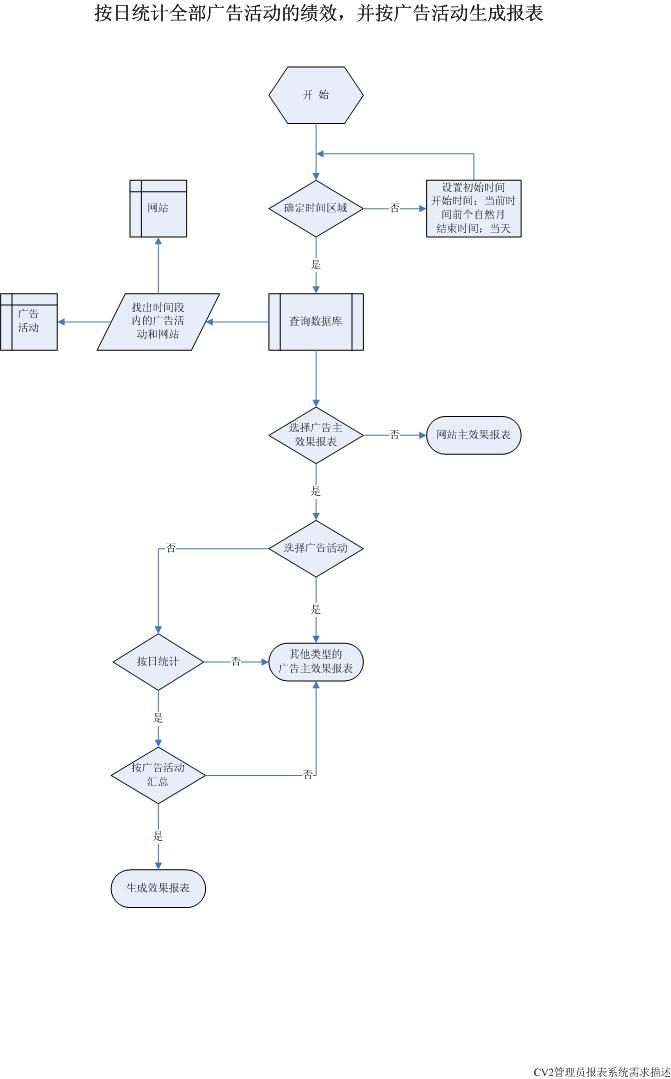 按日统计全部广告活动的绩效，并按广告活动生成报表
开 始
网站
确定时间区域
否
设置初始时间
开始时间：当前时
间前个自然月
结束时间：当天
是
广告
活动
找出时间段
内的广告活
动和网站
查询数据库
选择广告主
效果报表
否
网站主效果报表
是
否
选择广告活动
是
按日统计
否
其他类型的
广告主效果报表
是
按广告活动
汇总
否
是
生成效果报表
CV2管理员报表系统需求描述